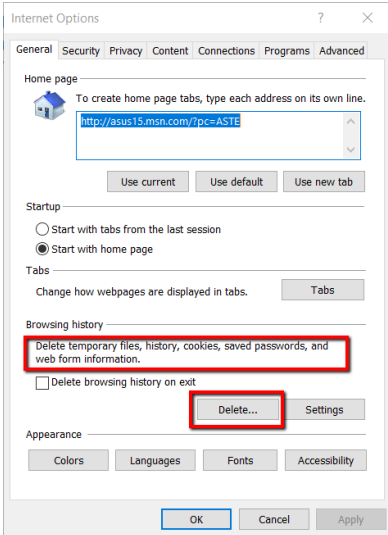 Internet Options ? ×
General Security Privacy Content Connections Programs Advanced
Home page
To create home page tabs, type each address on its own line.
http://asus15.msn.com/?pc=ASTE
Use current Use default Use new tab
Startup
Start with tabs from the last session
Start with home page
Tabs
Change how webpages are displayed in tabs. Tabs
Browsing history
Delete temporary files, history, cookies, saved passwords, and
web form information.
Delete browsing history on exit
Delete... Settings
Appearance
Colors Languages Fonts Accessibility
OK Cancel Apply